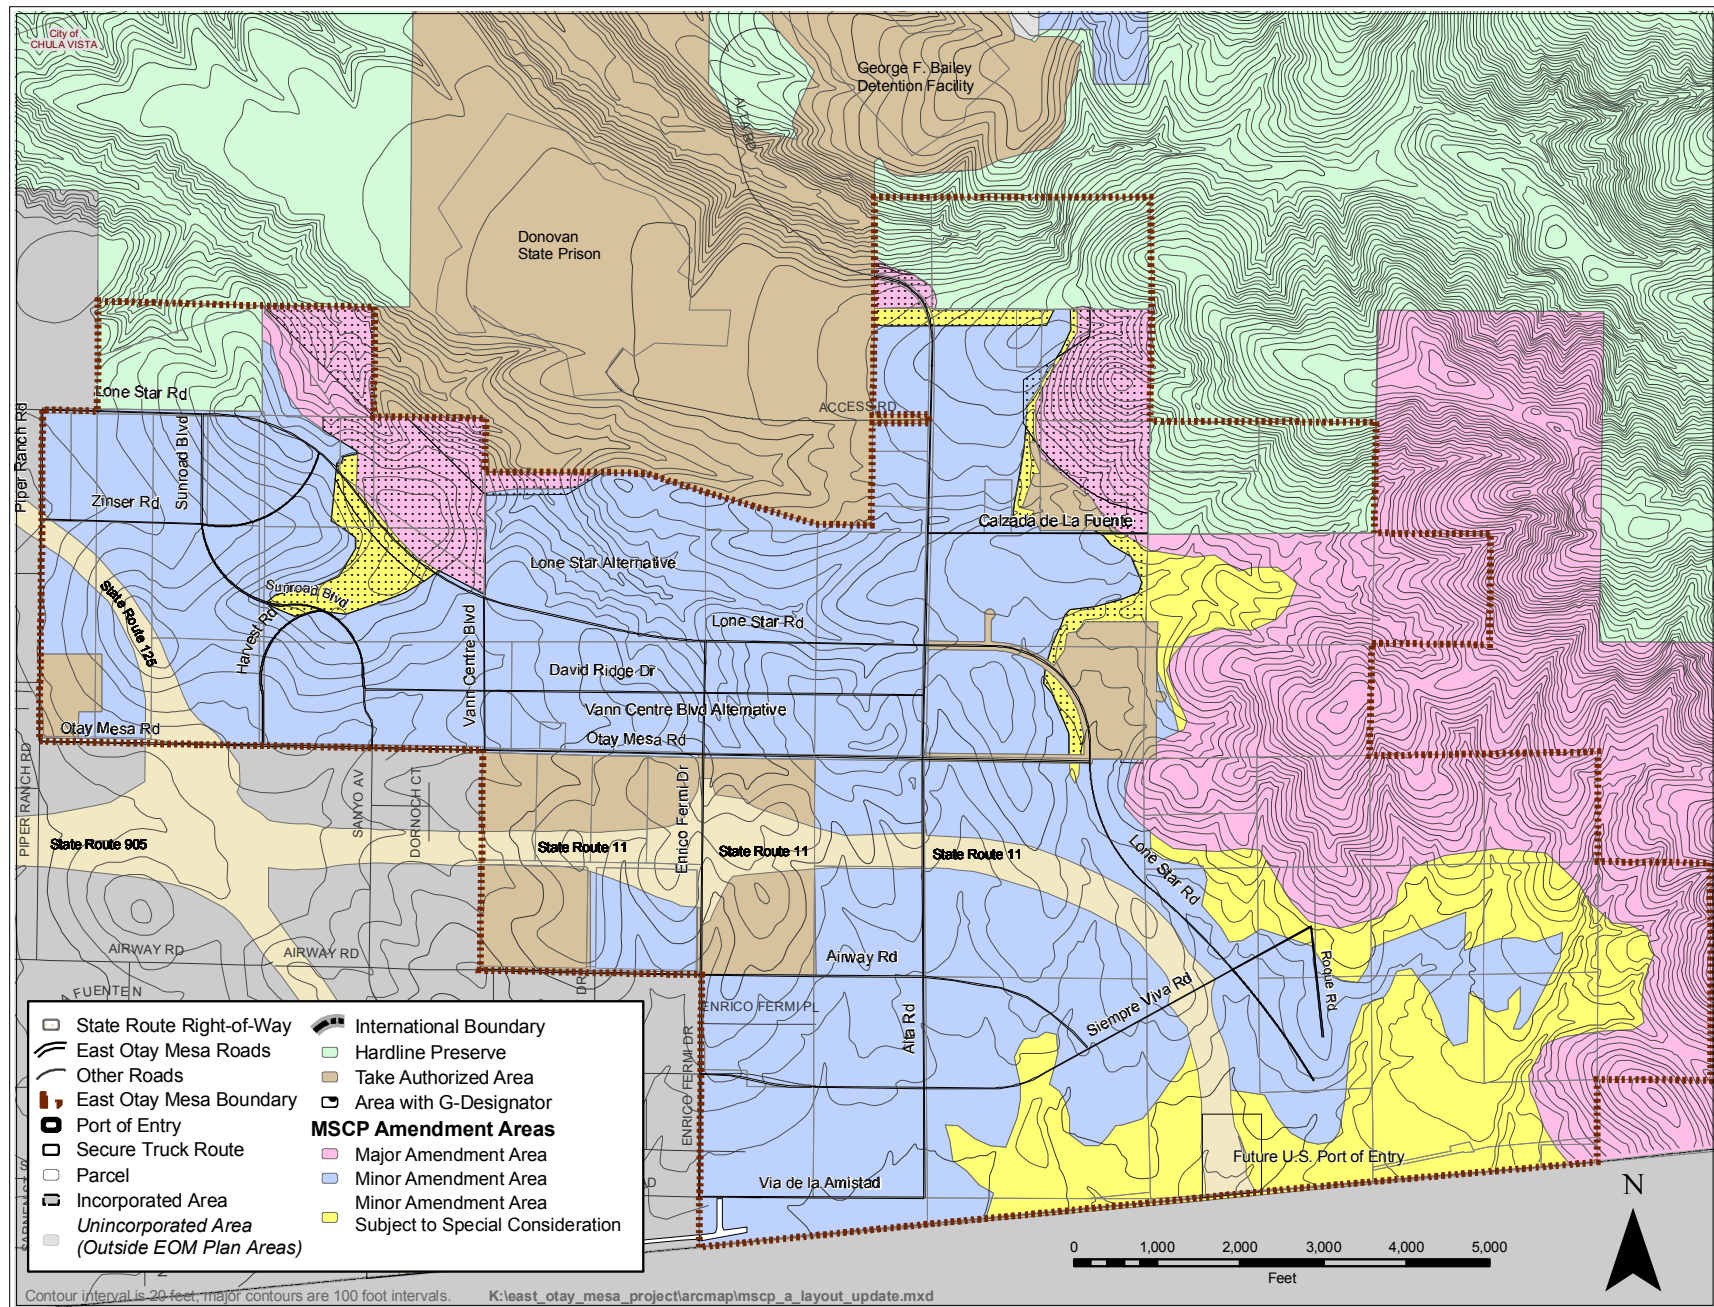 City of
CHULA VISTA
George F. Bailey
Detention Facility
ALTA RD
Donovan
State Prison
Lone Star Rd
ACCESS RD
Piper Ranch Rd
Sunroad Blvd
Zinser Rd
Calzada de La Fuente
Lone Star Alternative
State Route 125
Sunroad Blvd
Harvest Rd
Vann Centre Blvd
Lone Star Rd
David Ridge Dr
Vann Centre Blvd Alternative
Otay Mesa Rd
Otay Mesa Rd
PIPER RANCH RD
SANYO AV
DORNOCH CT
Enrico Fermi Dr
State Route 905
State Route 11
State Route 11
State Route 11
Lone Star Rd
AIRWAY RD
AIRWAY RD
Airway Rd
Roque Rd
Siempre Viva Rd
ENRICO FERMI PL
Alta Rd
A FUENTE N
DR
ENRICO FERMI DR
Via de la Amistad
Future U.S. Port of Entry
State Route Right-of-Way
East Otay Mesa Roads
Other Roads
East Otay Mesa Boundary
Port of Entry
Secure Truck Route
Parcel
Incorporated Area
Unincorporated Area
(Outside EOM Plan Areas)
International Boundary
Hardline Preserve
Take Authorized Area
Area with G-Designator
MSCP Amendment Areas
Major Amendment Area
Minor Amendment Area
Minor Amendment Area
Subject to Special Consideration
N
0 1,000 2,000 3,000 4,000 5,000
Feet
Contour interval is 20 feet; major contours are 100 foot intervals.
K:\east_otay_mesa_project\arcmap\mscp_a_layout_update.mxd